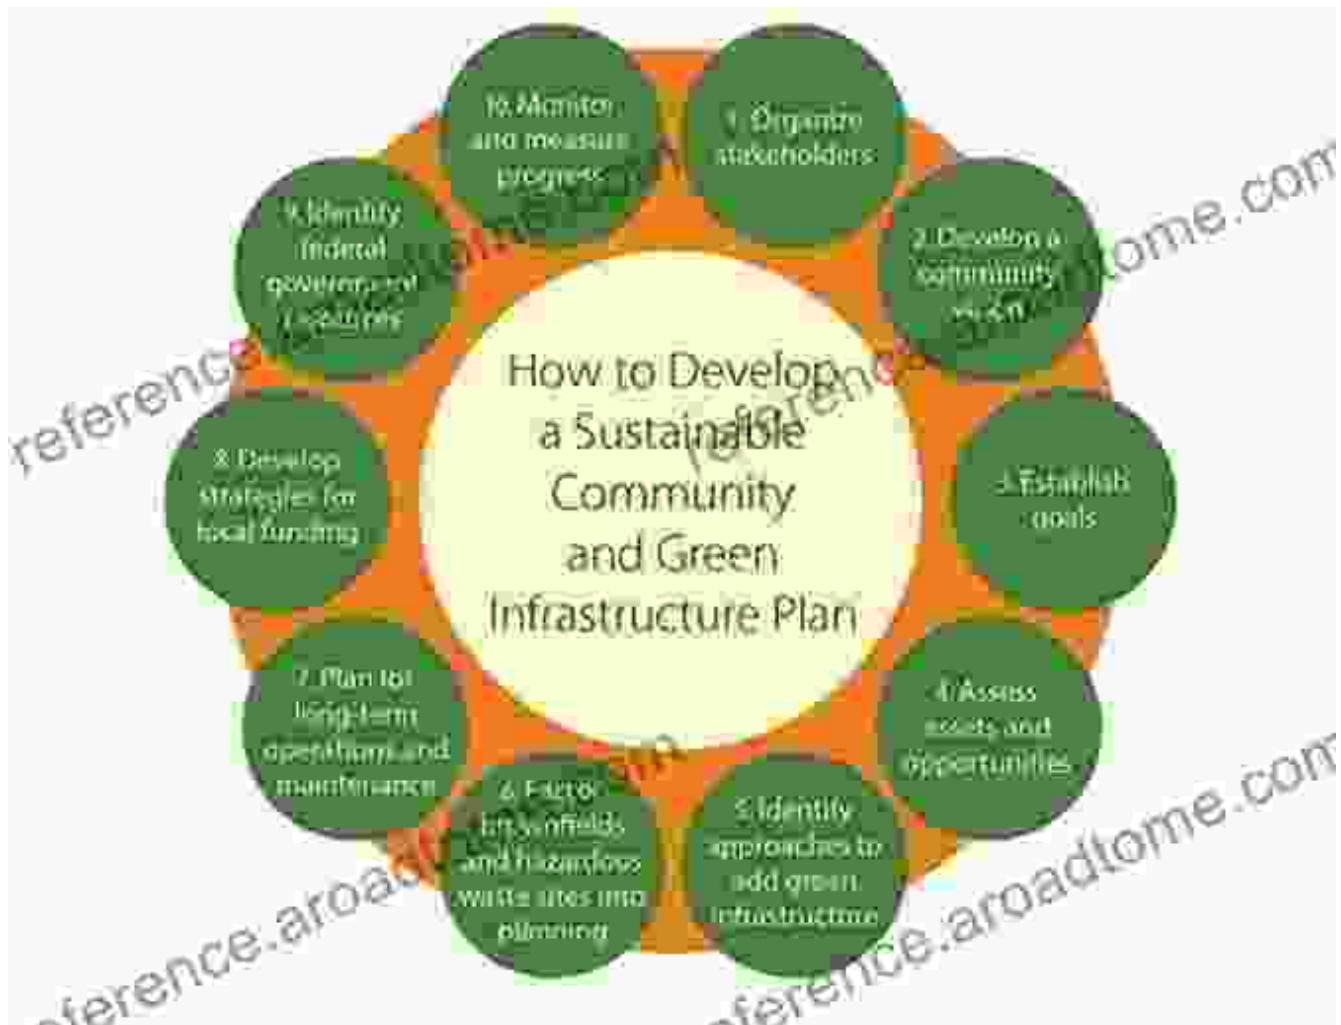 How to Develop
a Sustainable
Community
and Green
Infrastructure Plan
1. Organize
stakeholders
2. Develop a
community
vision
3. Establish
goals
4. Assess
assets and
opportunities
5. Identify
approaches to
add green
infrastructure
6. Factor
brownfields
and hazardous
waste sites into
planning
7. Plan for
long-term
operations and
maintenance
8. Develop
strategies for
local funding
9. Identify
federal
government
resources
10. Monitor
and measure
progress
reference.aroadtome.com
reference.aroadtome.com
reference.aroadtome.com